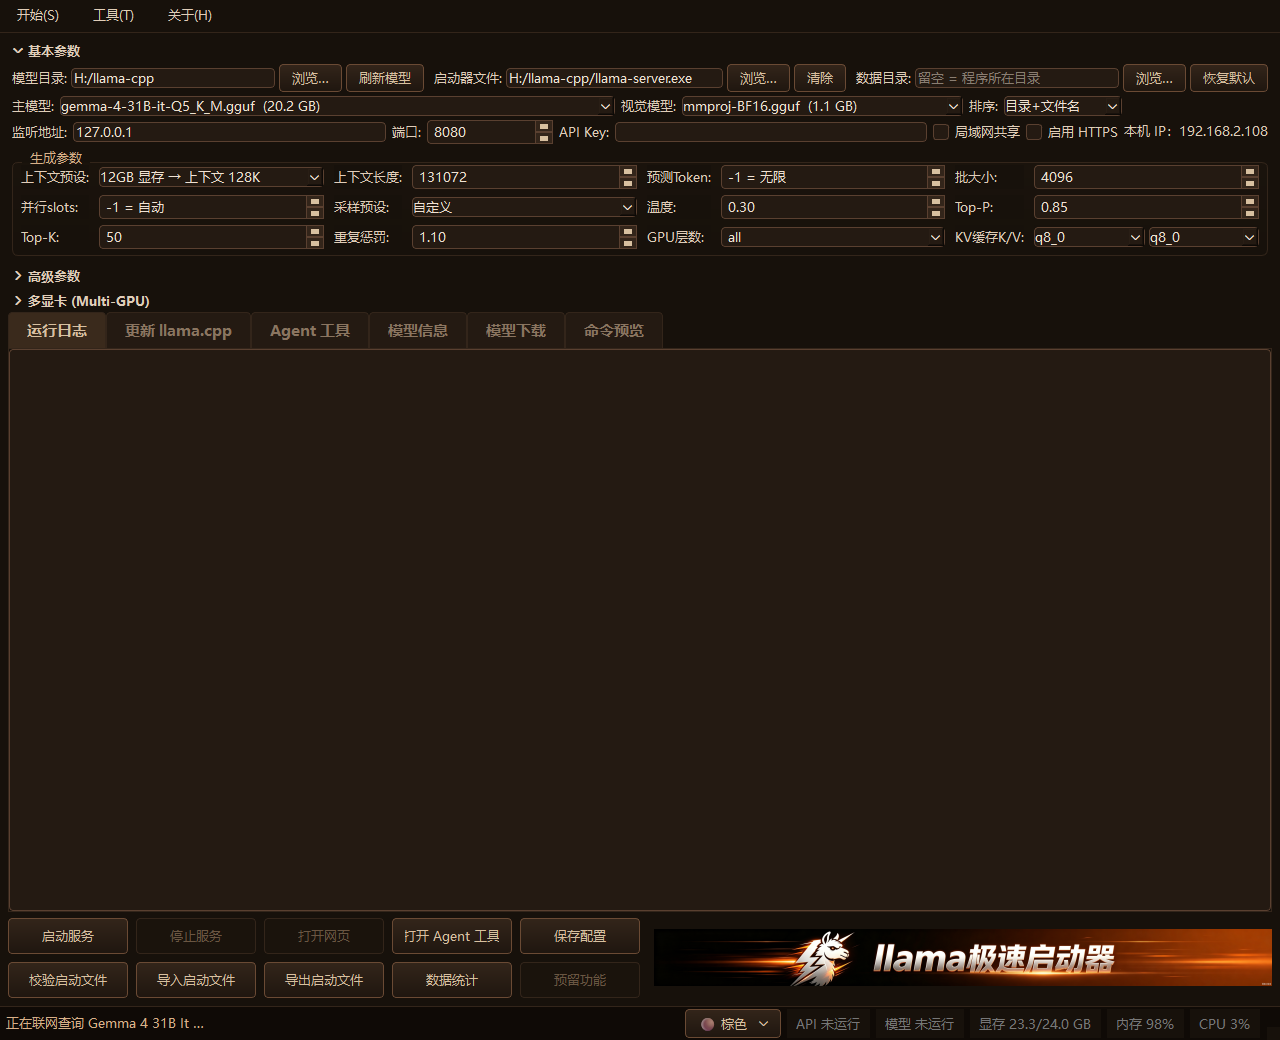 开始(S) 工具(T) 关于(H)
基本参数
模型目录: H:/llama-cpp 浏览... 刷新模型 启动器文件: H:/llama-cpp/llama-server.exe 浏览... 清除 数据目录: 留空 = 程序所在目录 浏览... 恢复默认
主模型: gemma-4-31B-it-Q5_K_M.gguf (20.2 GB) 视觉模型: mmproj-BF16.gguf (1.1 GB) 排序: 目录+文件名
监听地址: 127.0.0.1 端口: 8080 API Key: 局域网共享 启用 HTTPS 本机 IP: 192.168.2.108
生成参数
上下文预设: 12GB 显存 → 上下文 128K 上下文长度: 131072 预测Token: -1 = 无限 批大小: 4096
并行slots: -1 = 自动 采样预设: 自定义 温度: 0.30 Top-P: 0.85
Top-K: 50 重复惩罚: 1.10 GPU层数: all KV缓存K/V: q8_0 q8_0
高级参数
多显卡 (Multi-GPU)
运行日志 更新 llama.cpp Agent 工具 模型信息 模型下载 命令预览
启动服务 停止服务 打开网页 打开 Agent 工具 保存配置
校验启动文件 导入启动文件 导出启动文件 数据统计 预留功能
llama极速启动器
正在联网查询 Gemma 4 31B It ... 棕色 API 未运行 模型 未运行 显存 23.3/24.0 GB 内存 98% CPU 3%